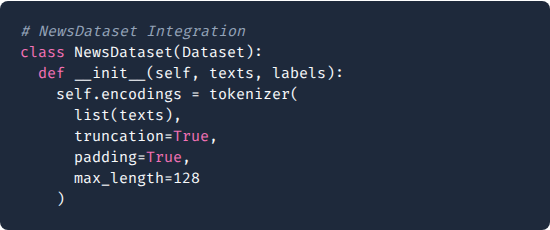 # NewsDataset Integration
class NewsDataset(Dataset):
  def __init__(self, texts, labels):
    self.encodings = tokenizer(
      list(texts),
      truncation=True,
      padding=True,
      max_length=128
    )